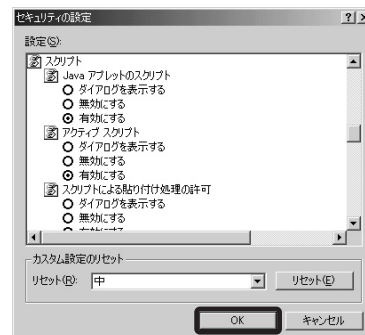 セキュリティの設定
設定(S):
スクリプト
Java アプレットのスクリプト
ダイアログを表示する
無効にする
有効にする
アクティブ スクリプト
ダイアログを表示する
無効にする
有効にする
スクリプトによる貼り付け処理の許可
ダイアログを表示する
無効にする
カスタム設定のリセット
リセット(R): 中 リセット(E)
OK キャンセル